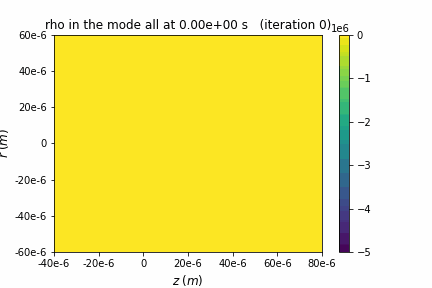 rho in the mode all at 0.00e+00 s (iteration 0)
1e6
60e-6
40e-6
20e-6
0
-20e-6
-40e-6
-60e-6
r (m)
-40e-6 -20e-6 0 20e-6 40e-6 60e-6 80e-6
z (m)
0
−1
−2
−3
−4
−5